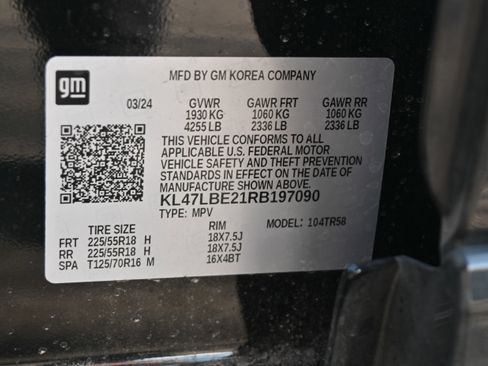 gm
MFD BY GM KOREA COMPANY
03/24 GVWR GAWR FRT GAWR RR
1930 KG 1060 KG 1060 KG
4255 LB 2336 LB 2336 LB
THIS VEHICLE CONFORMS TO ALL
APPLICABLE U.S. FEDERAL MOTOR
VEHICLE SAFETY AND THEFT PREVENTION
STANDARDS IN EFFECT ON THE DATE OF
MANUFACTURE SHOWN ABOVE.
KL47LBE21RB197090
TYPE: MPV MODEL: 104TR58
TIRE SIZE RIM
FRT 225/55R18 H 18X7.5J
RR 225/55R18 H 18X7.5J
SPA T125/70R16 M 16X4BT